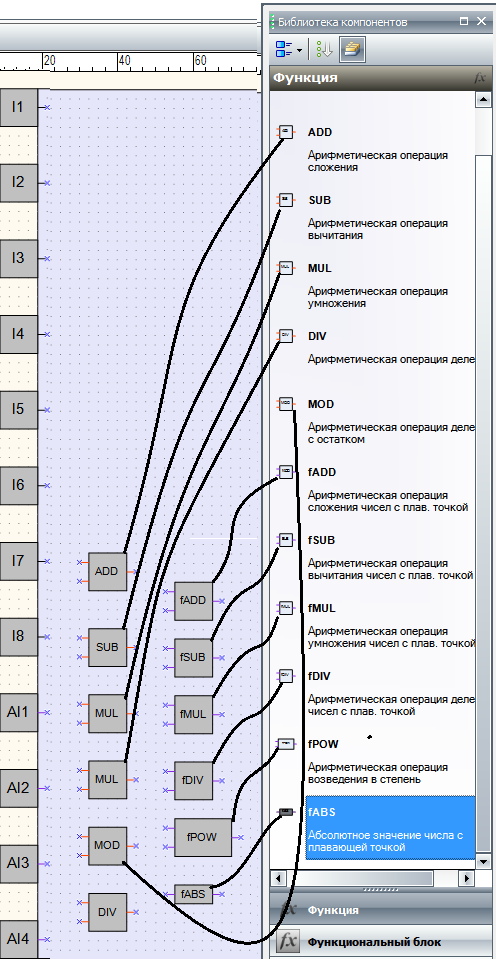 Библиотека компонентов
20
40
60
Функция
fx
I1
I2
I3
I4
I5
I6
I7
I8
AI1
AI2
AI3
AI4
ADD
SUB
MUL
MUL
MOD
DIV
fADD
fSUB
fMUL
fDIV
fPOW
fABS
ADD
Арифметическая операция
сложения
SUB
Арифметическая операция
вычитания
MUL
Арифметическая операция
умножения
DIV
Арифметическая операция деле
MOD
Арифметическая операция деле
с остатком
fADD
Арифметическая операция
сложения чисел с плав. точкой
fSUB
Арифметическая операция
вычитания чисел с плав. точкой
fMUL
Арифметическая операция
умножения чисел с плав. точкой
fDIV
Арифметическая операция деле
чисел с плав. точкой
fPOW
Арифметическая операция
возведения в степень
fABS
Абсолютное значение числа с
плавающей точкой
fx Функция
fx Функциональный блок